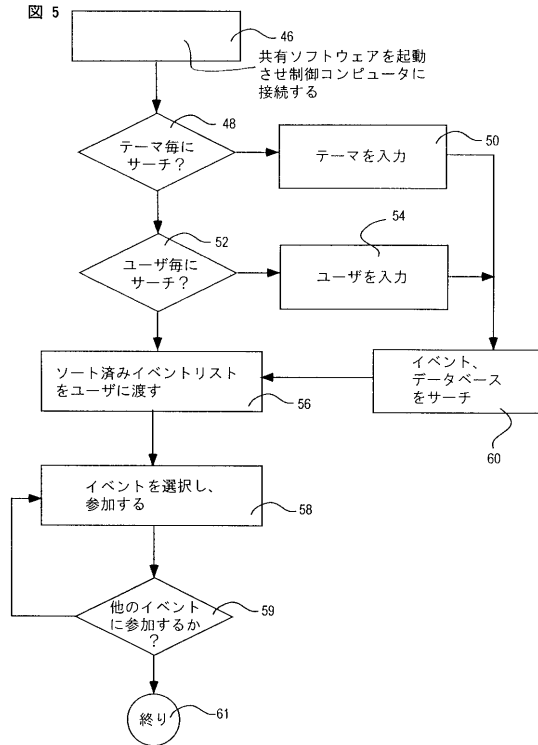 図 5
46
共有ソフトウェアを起動
させ制御コンピュータに
接続する
48
テーマ毎に
サーチ?
50
テーマを入力
52
ユーザ毎に
サーチ?
54
ユーザを入力
ソート済みイベントリスト
をユーザに渡す
56
イベント、
データベース
をサーチ
60
イベントを選択し、
参加する
58
他のイベント
に参加するか
?
59
終り
61